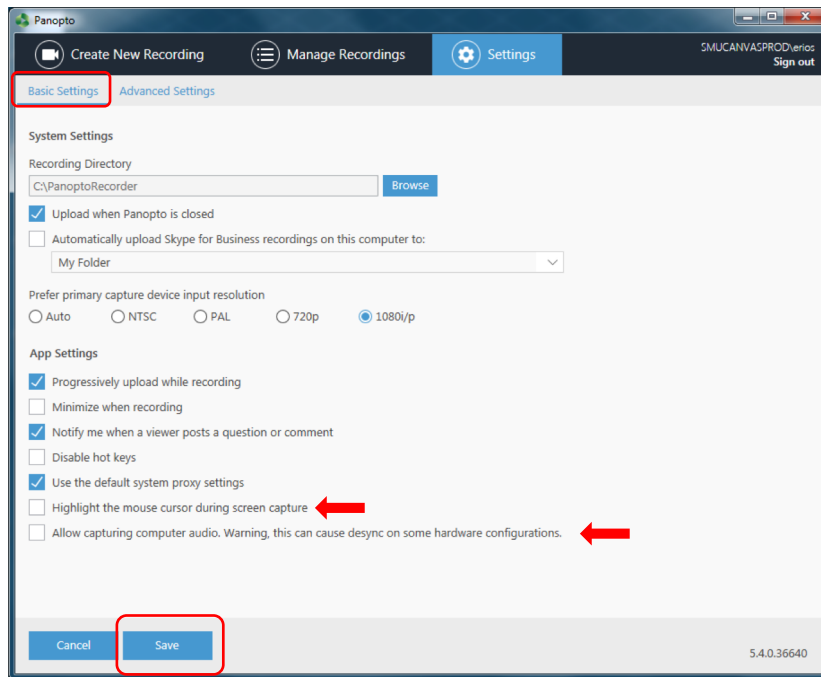 Panopto
Create New Recording
Manage Recordings
Settings
SMUCANVASPROD\erios
Sign out
Basic Settings
Advanced Settings
System Settings
Recording Directory
C:\PanoptoRecorder
Browse
Upload when Panopto is closed
Automatically upload Skype for Business recordings on this computer to:
My Folder
Prefer primary capture device input resolution
Auto NTSC PAL 720p 1080i/p
App Settings
Progressively upload while recording
Minimize when recording
Notify me when a viewer posts a question or comment
Disable hot keys
Use the default system proxy settings
Highlight the mouse cursor during screen capture
Allow capturing computer audio. Warning, this can cause desync on some hardware configurations.
Cancel
Save
5.4.0.36640